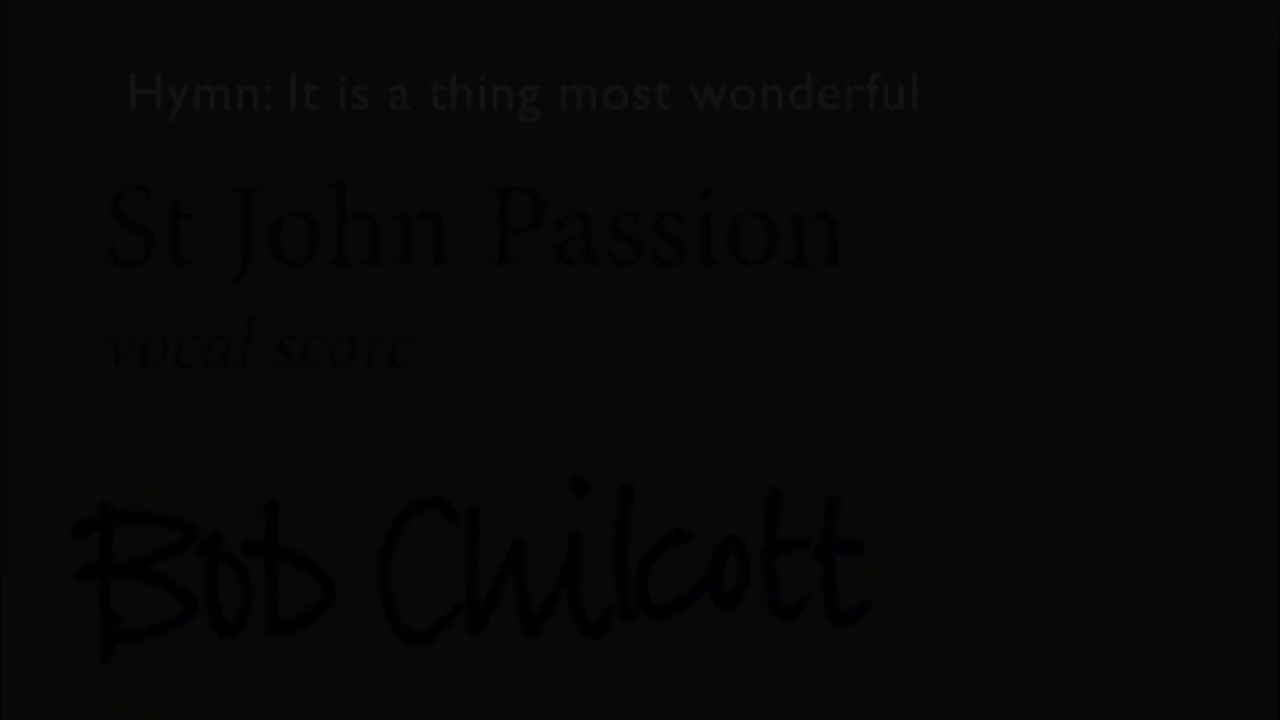 Hymn: It is a thing most wonderful
St John Passion
vocal score
Bob Chilcott